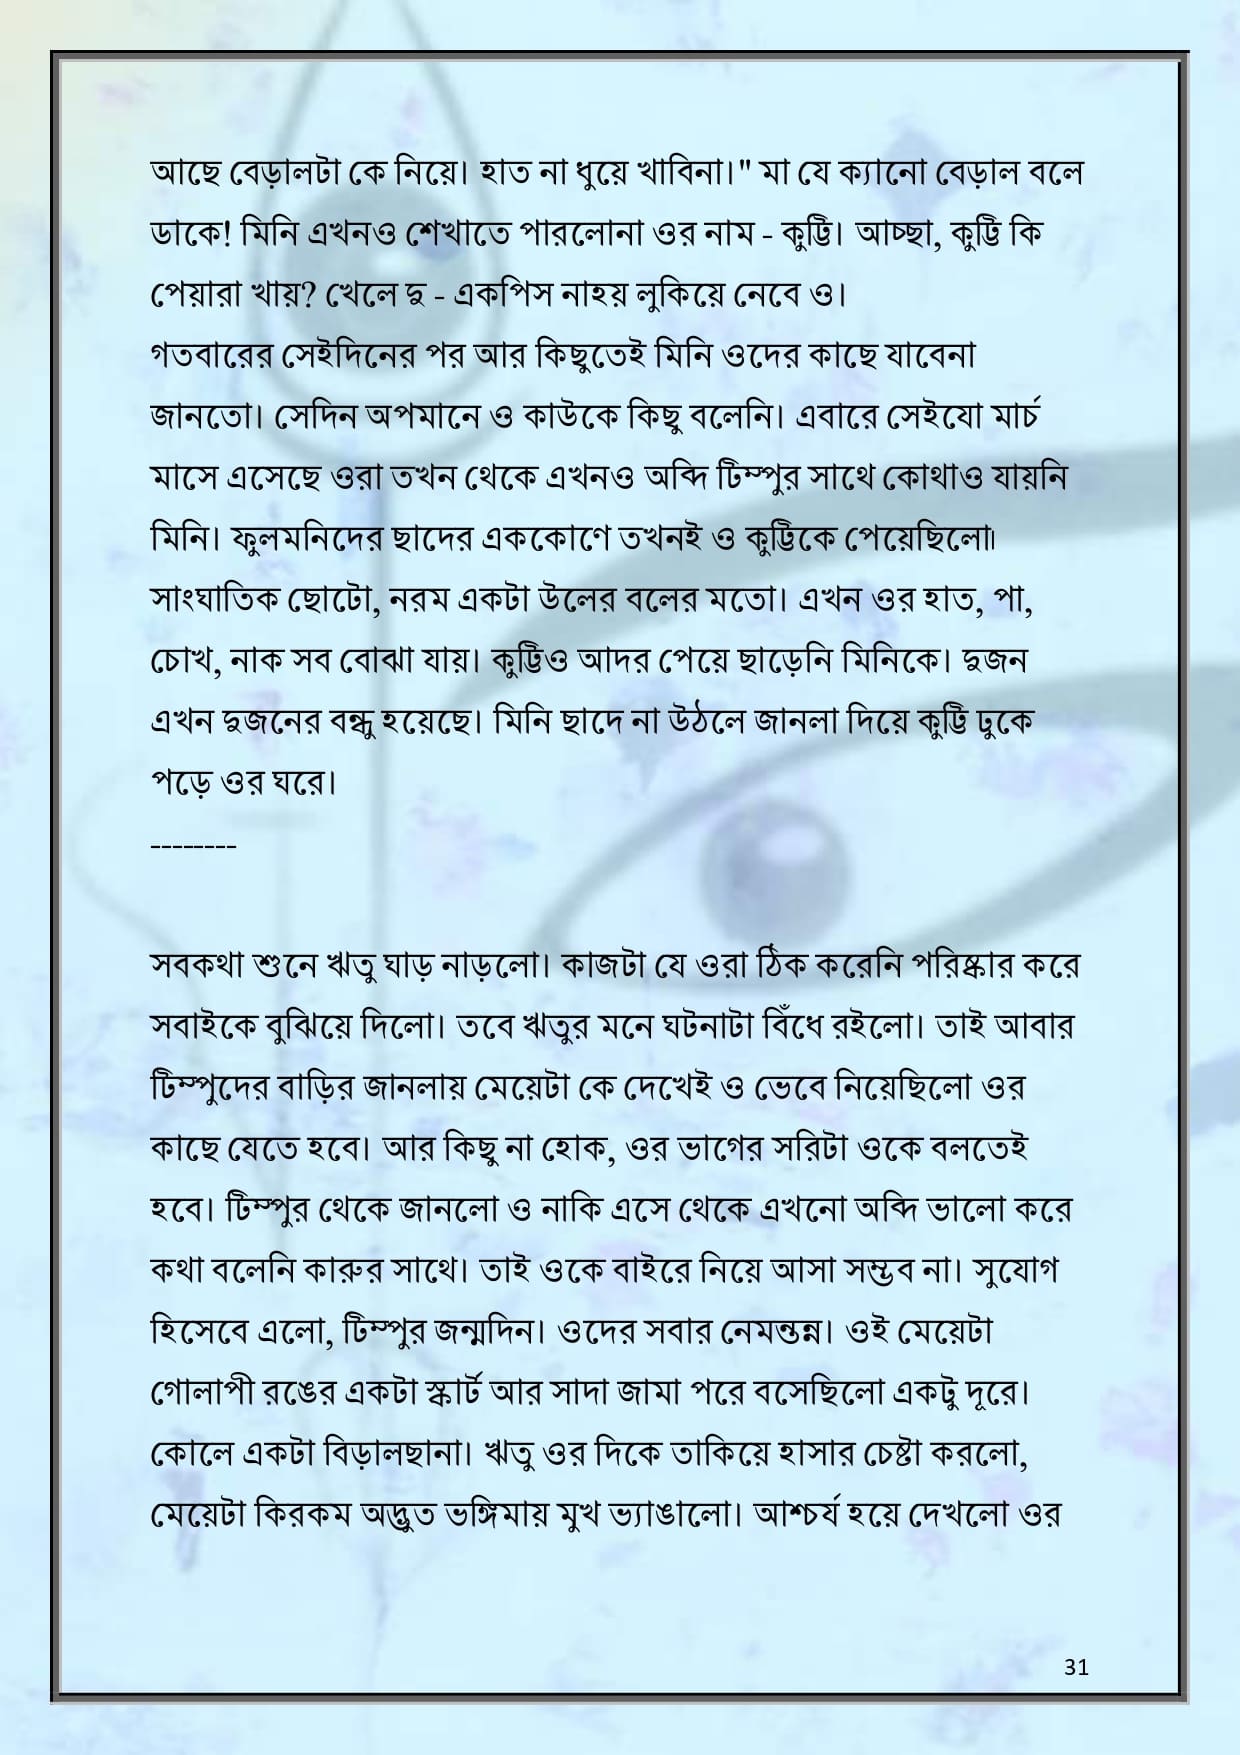 আছে বেড়ালটা কে নিয়ে। হাত না ধুয়ে খাবিনা।" মা যে ক্যানো বেড়াল বলে
ডাকে! মিনি এখনও শেখাতে পারলোনা ওর নাম - কুট্টি। আচ্ছা, কুট্টি কি
পেয়ারা খায়? খেলে দু - একপিস নাহয় লুকিয়ে নেবে ও।
গতবারের সেইদিনের পর আর কিছুতেই মিনি ওদের কাছে যাবেনা
জানতো। সেদিন অপমানে ও কাউকে কিছু বলেনি। এবারে সেইযো মার্চ
মাসে এসেছে ওরা তখন থেকে এখনও অব্দি টিম্পুর সাথে কোথাও যায়নি
মিনি। ফুলমনিদের ছাদের এককোণে তখনই ও কুট্টিকে পেয়েছিলো।
সাংঘাতিক ছোটো, নরম একটা উলের বলের মতো। এখন ওর হাত, পা,
চোখ, নাক সব বোঝা যায়। কুট্টিও আদর পেয়ে ছাড়েনি মিনিকে। দুজন
এখন দুজনের বন্ধু হয়েছে। মিনি ছাদে না উঠলে জানলা দিয়ে কুট্টি ঢুকে
পড়ে ওর ঘরে।
--------
সবকথা শুনে ঋতু ঘাড় নাড়লো। কাজটা যে ওরা ঠিক করেনি পরিষ্কার করে
সবাইকে বুঝিয়ে দিলো। তবে ঋতুর মনে ঘটনাটা বিঁধে রইলো। তাই আবার
টিম্পুদের বাড়ির জানলায় মেয়েটা কে দেখেই ও ভেবে নিয়েছিলো ওর
কাছে যেতে হবে। আর কিছু না হোক, ওর ভাগের সরিটা ওকে বলতেই
হবে। টিম্পুর থেকে জানলো ও নাকি এসে থেকে এখনো অব্দি ভালো করে
কথা বলেনি কারুর সাথে। তাই ওকে বাইরে নিয়ে আসা সম্ভব না। সুযোগ
হিসেবে এলো, টিম্পুর জন্মদিন। ওদের সবার নেমন্তন্ন। ওই মেয়েটা
গোলাপী রঙের একটা স্কার্ট আর সাদা জামা পরে বসেছিলো একটু দূরে।
কোলে একটা বিড়ালছানা। ঋতু ওর দিকে তাকিয়ে হাসার চেষ্টা করলো,
মেয়েটা কিরকম অদ্ভুত ভঙ্গিমায় মুখ ভ্যাঙালো। আশ্চর্য হয়ে দেখলো ওর
31